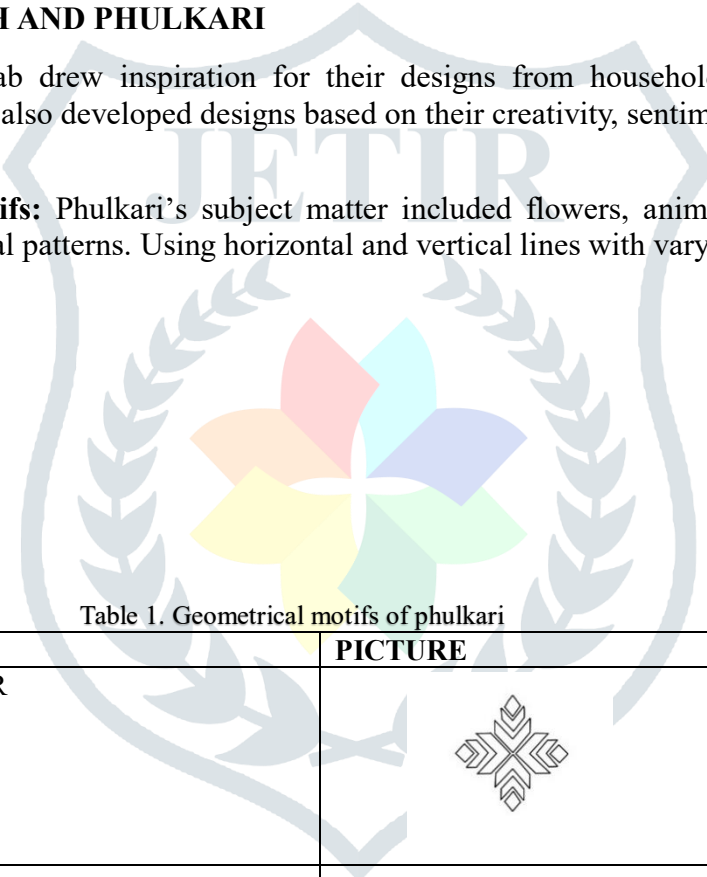 H AND PHULKARI
ab drew inspiration for their designs from household
also developed designs based on their creativity, sentim
JETIR
ifs: Phulkari's subject matter included flowers, anim
al patterns. Using horizontal and vertical lines with vary
Table 1. Geometrical motifs of phulkari
PICTURE
R